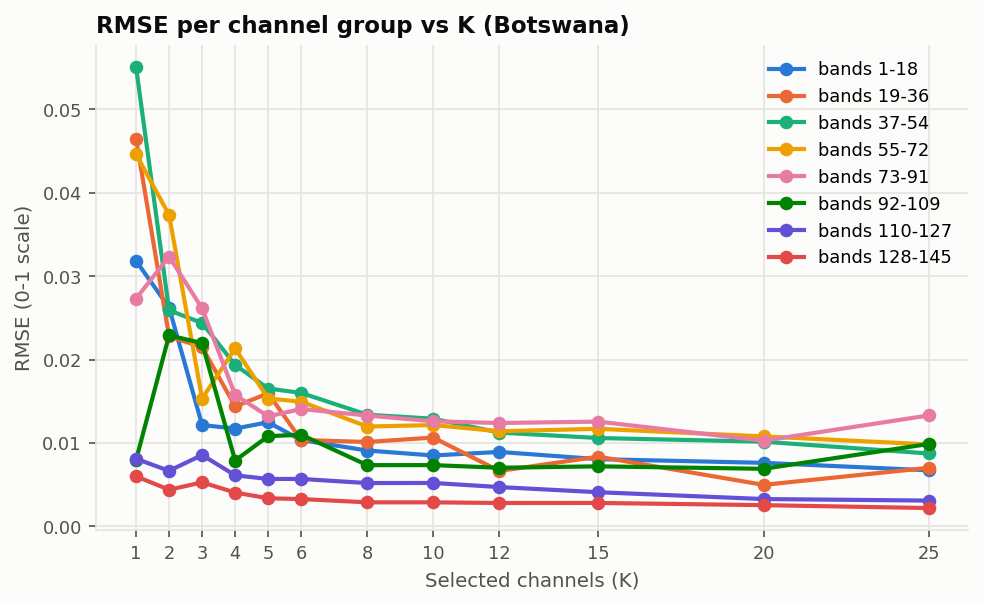 RMSE per channel group vs K (Botswana)
bands 1-18
bands 19-36
bands 37-54
bands 55-72
bands 73-91
bands 92-109
bands 110-127
bands 128-145
RMSE (0-1 scale)
0.05
0.04
0.03
0.02
0.01
0.00
1 2 3 4 5 6 8 10 12 15 20 25
Selected channels (K)